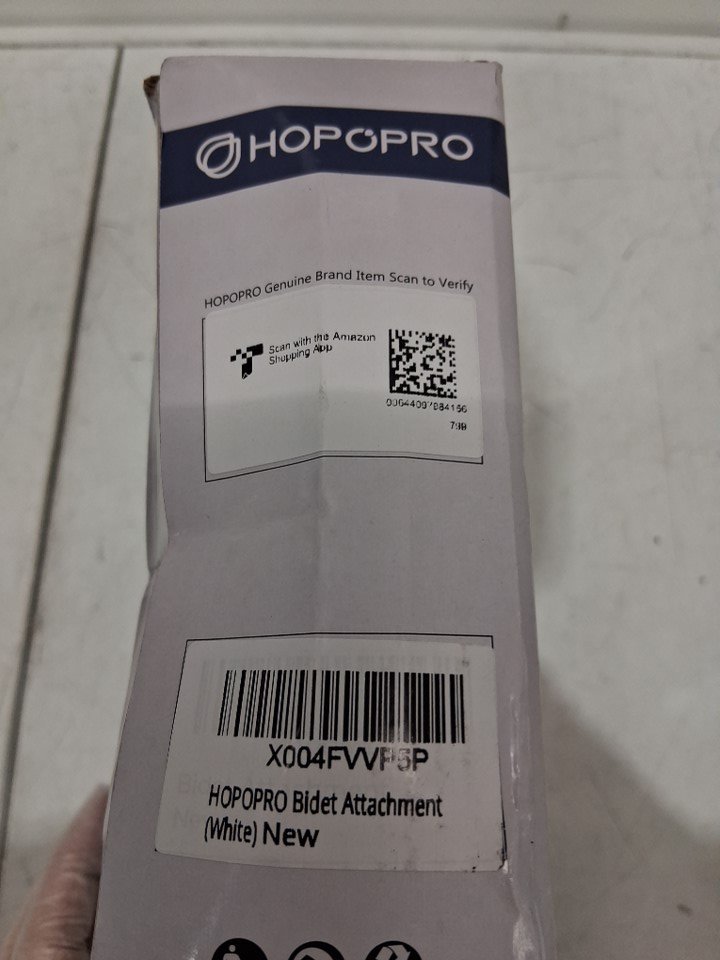 HOPOPRO
HOPOPRO Genuine Brand Item Scan to Verify
Scan with the Amazon
Shopping App
HOPOPRO Bidet Attachment
(White) New